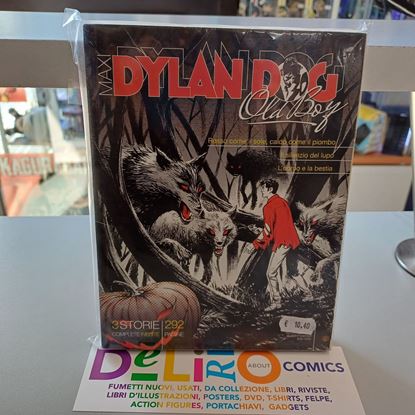 MAXI
DYLAN DOG
Old Boy
Rosso come il sole, caldo come il piombo
Il silenzio del lupo
L'uomo e la bestia
KAGUR
3 STORIE 292
COMPLETE INEDITE PAGINE
€ 10,40
DeLiRIO ABOUT COMICS
FUMETTI NUOVI, USATI, DA COLLEZIONE, LIBRI, RIVISTE,
LIBRI D'ILLUSTRAZIONI, POSTERS, DVD, T-SHIRTS, FELPE,
ACTION FIGURES, PORTACHIAVI, GADGETS